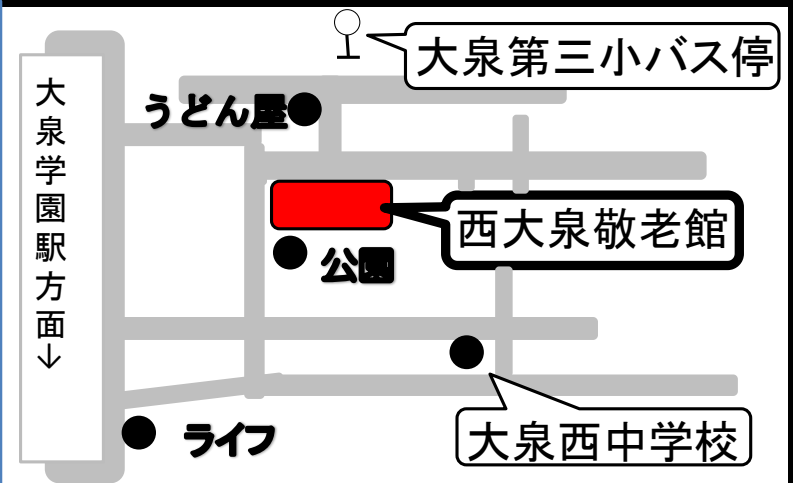 大泉第三小バス停
大泉学園駅方面↓
うどん屋
西大泉敬老館
公園
大泉西中学校
ライフ